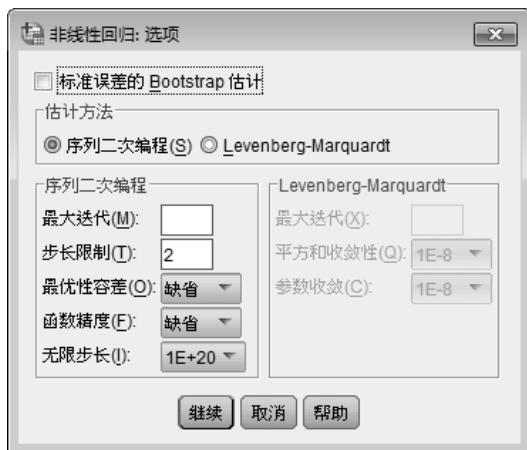 非线性回归: 选项
标准误差的 Bootstrap 估计
估计方法
序列二次编程(S) Levenberg-Marquardt
序列二次编程
最大迭代(M):
步长限制(T): 2
最优性容差(O): 缺省
函数精度(F): 缺省
无限步长(I): 1E+20
Levenberg-Marquardt
最大迭代(X):
平方和收敛性(Q): 1E-8
参数收敛(C): 1E-8
继续 取消 帮助